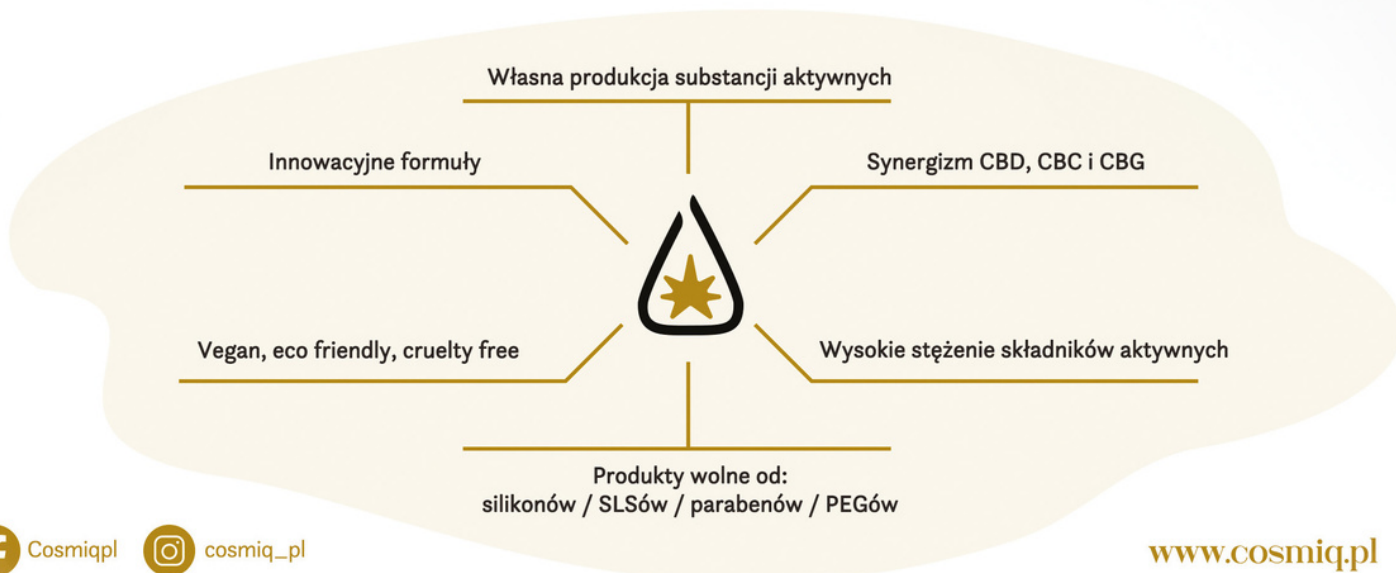 Własna produkcja substancji aktywnych
Innowacyjne formuły
Synergizm CBD, CBC i CBG
Vegan, eco friendly, cruelty free
Wysokie stężenie składników aktywnych
Produkty wolne od:
silikonów / SLSów / parabenów / PEGów
Cosmiqpl
cosmiq_pl
www.cosmiq.pl